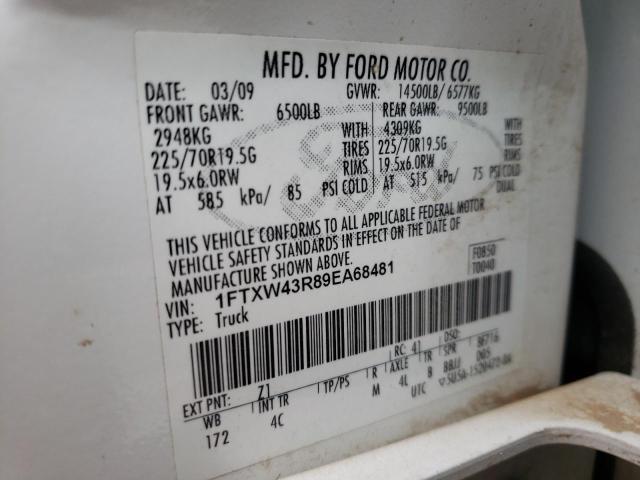 MFD. BY FORD MOTOR CO.
DATE: 03/09 GVWR: 14500LB/6577KG
FRONT GAWR: 6500LB REAR GAWR: 9500LB
2948KG WITH 4309KG WITH
225/70R19.5G TIRES 225/70R19.5G TIRES
19.5x6.0RW RIMS 19.5x6.0RW RIMS
AT 585 kPa/ 85 PSI COLD AT 515 kPa/ 75 PSI COLD
DUAL
THIS VEHICLE CONFORMS TO ALL APPLICABLE FEDERAL MOTOR
VEHICLE SAFETY STANDARDS IN EFFECT ON THE DATE OF
MANUFACTURE SHOWN ABOVE.
VIN: 1FTXW43R89EA68481
F0850
T0040
TYPE: Truck
EXT PNT: Z1 RC: 41 DSO:
WB INT TR TP/PS R AXLE TR SPR
172 4C M 4L B BBJJ
UTC